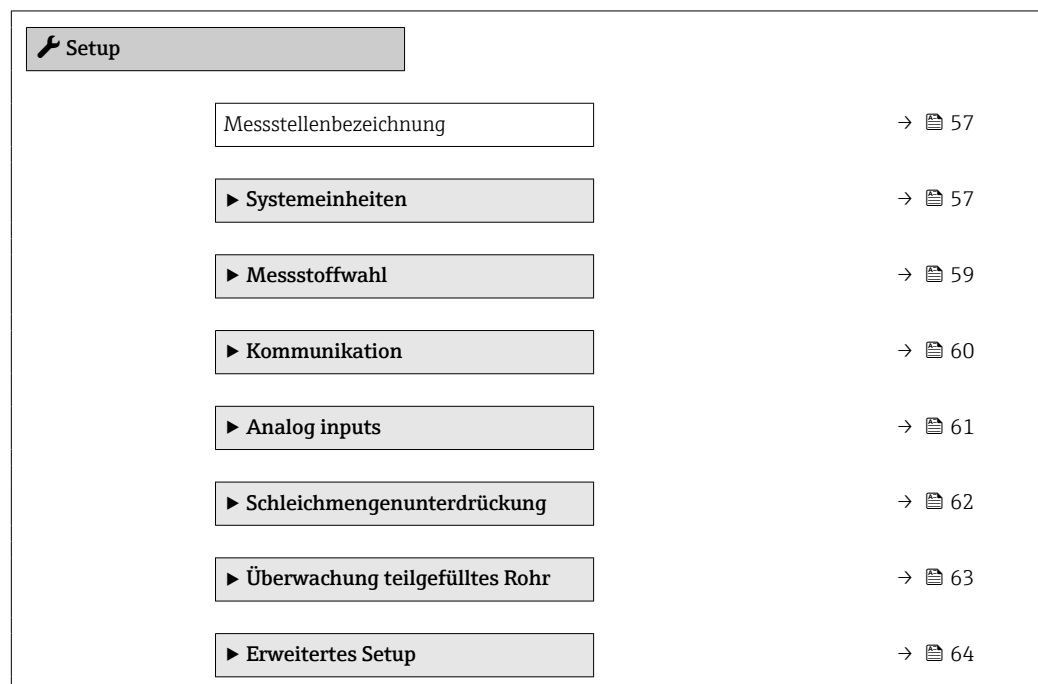 Setup
Messstellenbezeichnung → 57
▶ Systemeinheiten → 57
▶ Messstoffwahl → 59
▶ Kommunikation → 60
▶ Analog inputs → 61
▶ Schleichmengenunterdrückung → 62
▶ Überwachung teilgefülltes Rohr → 63
▶ Erweitertes Setup → 64